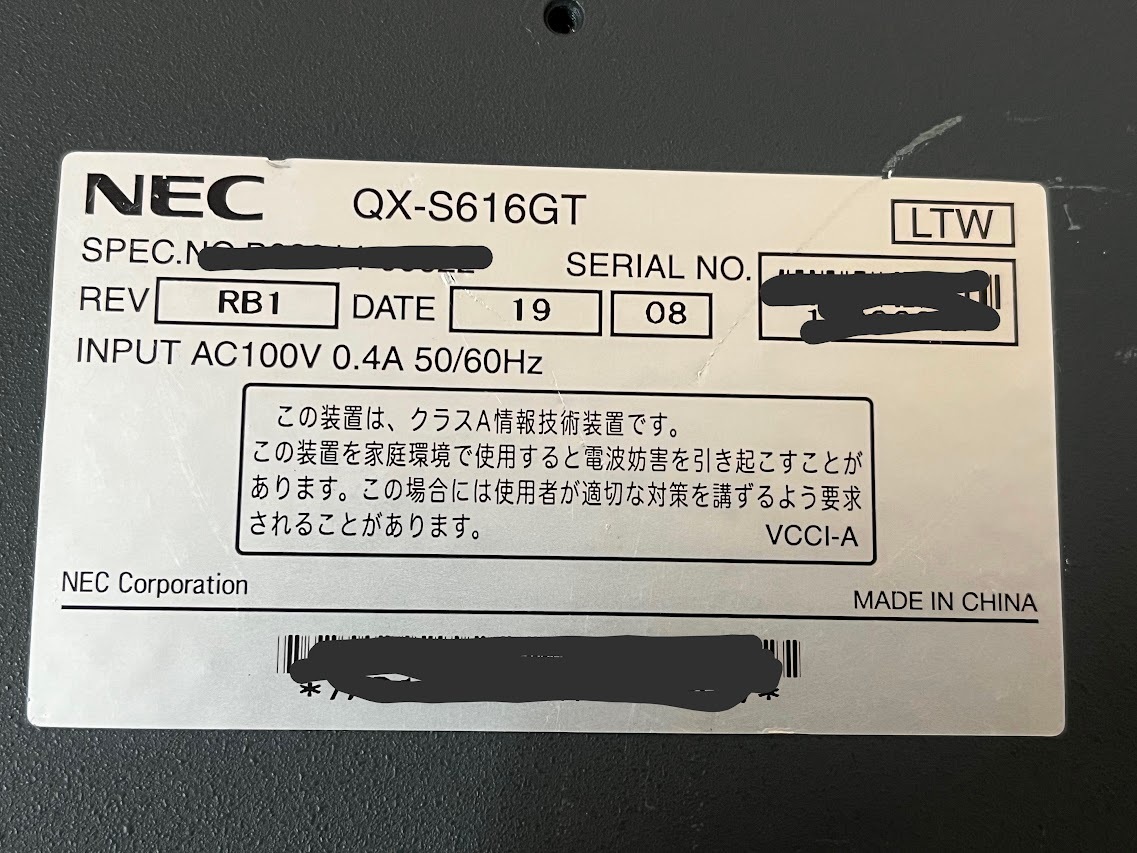 NEC QX-S616GT
LTW
SPEC.NO
SERIAL NO.
REV RB1 DATE 19 08
INPUT AC100V 0.4A 50/60Hz
この装置は、クラスA情報技術装置です。
この装置を家庭環境で使用すると電波妨害を引き起こすことが
あります。この場合には使用者が適切な対策を講ずるよう要求
されることがあります。 VCCI-A
NEC Corporation
MADE IN CHINA